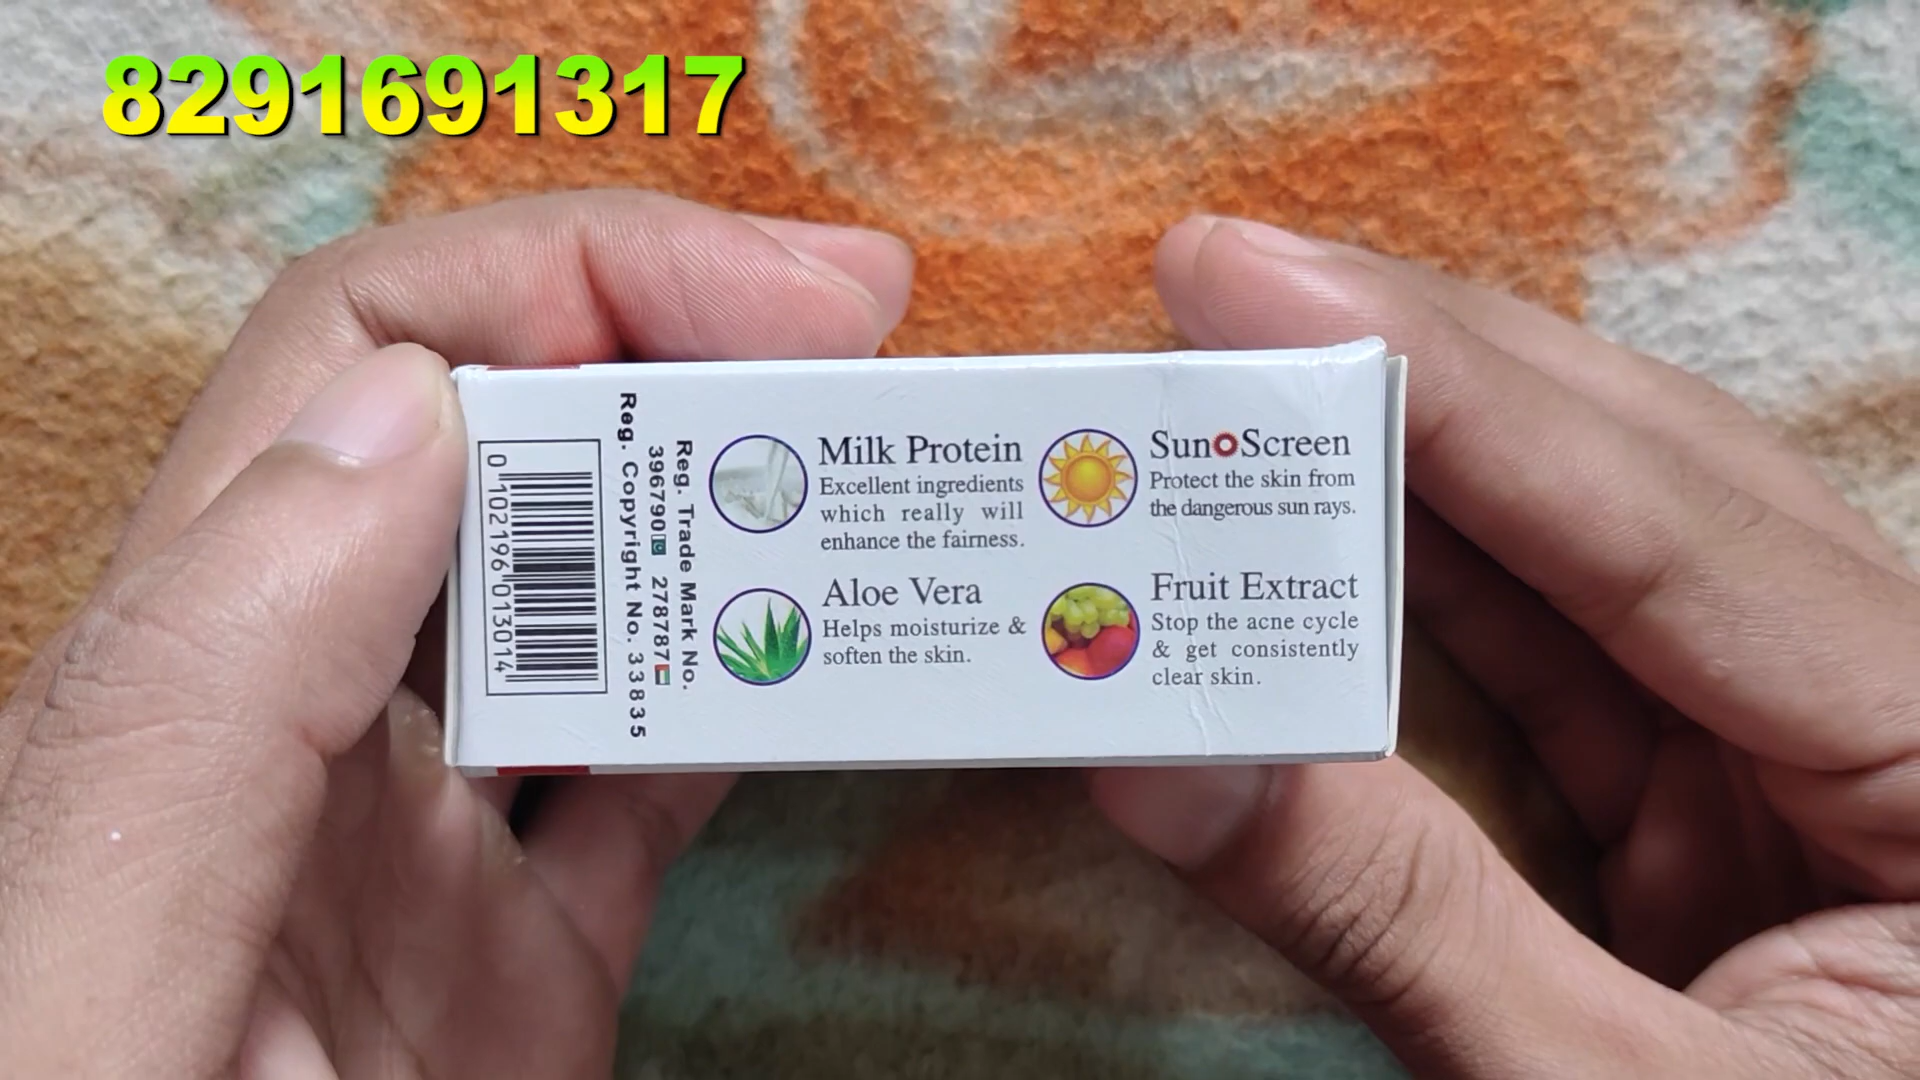 8291691317
Milk Protein
Excellent ingredients
which really will
enhance the fairness.
Sun Screen
Protect the skin from
the dangerous sun rays.
Aloe Vera
Helps moisturize &
soften the skin.
Fruit Extract
Stop the acne cycle
& get consistently
clear skin.
Reg. Trade Mark No.
396790 278787
Reg. Copyright No. 33835
0 102196 013014